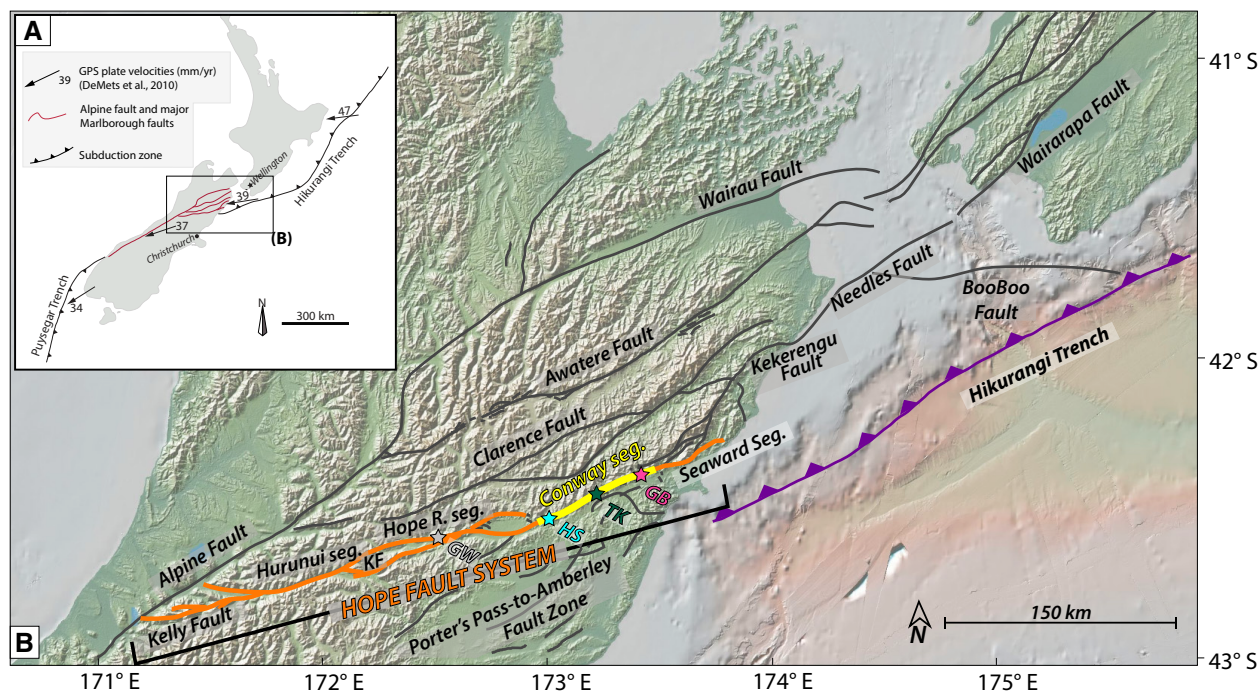 A
39
GPS plate velocities (mm/yr)
(DeMets et al., 2010)
Alpine fault and major
Marlborough faults
Subduction zone
47
Wellington
Hikurangi Trench
39
37
(B)
Christchurch
Puysegar Trench
34
N
300 km
41° S
Wairarapa Fault
Wairau Fault
Needles Fault
BooBoo
Fault
Awatere Fault
Kekerengu
Fault
42° S
Hikurangi Trench
Clarence Fault
Seaward Seg.
Conway seg.
GB
TK
HS
Hope R. seg.
GW
Alpine Fault
Hurunui seg.
KF
HOPE FAULT SYSTEM
Kelly Fault
Porter's Pass-to-Amberley
Fault Zone
N
150 km
B
43° S
171° E
172° E
173° E
174° E
175° E